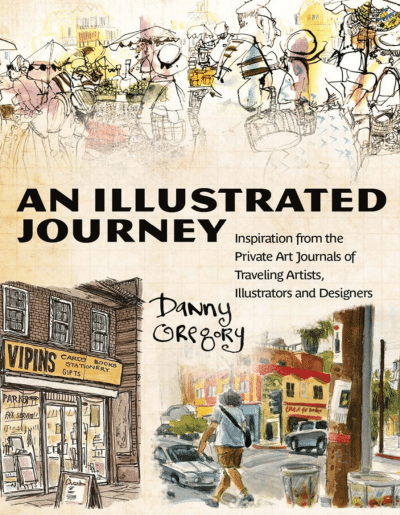 AN ILLUSTRATED
JOURNEY
Inspiration from the
Private Art Journals of
Traveling Artists,
Illustrators and Designers
Danny
Gregory
VIPINS
CARDS BOOKS
STATIONERY
GIFTS